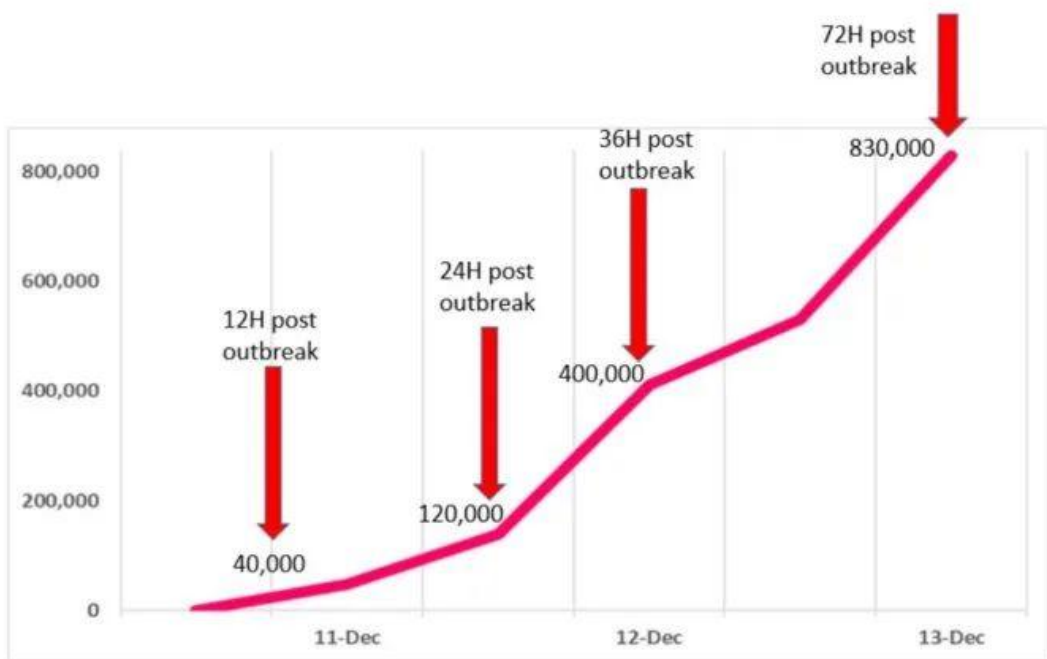 72H post
outbreak
830,000
36H post
outbreak
400,000
24H post
outbreak
120,000
12H post
outbreak
40,000
800,000
600,000
400,000
200,000
0
11-Dec
12-Dec
13-Dec